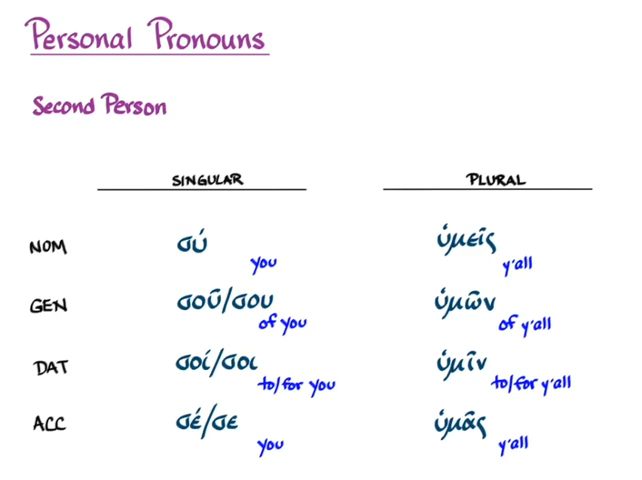 Personal Pronouns
Second Person
SINGULAR PLURAL
NOM σύ you ὑμεῖς y'all
GEN σοῦ/σου of you ὑμῶν of y'all
DAT σοί/σοι to/for you ὑμῖν to/for y'all
ACC σέ/σε you ὑμᾶς y'all